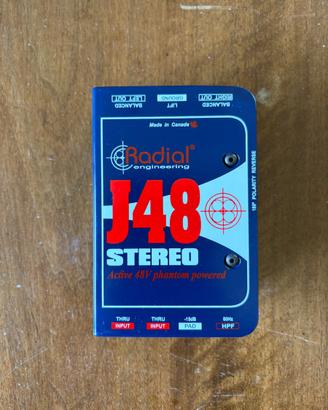 BALANCED
LEFT OUT
GROUND
LIFT
BALANCED
RIGHT OUT
Made in Canada
Radial®
engineering
J48
STEREO
Active 48V phantom powered
180° POLARITY REVERSE
THRU
INPUT
THRU
INPUT
-15dB
PAD
80Hz
HPF